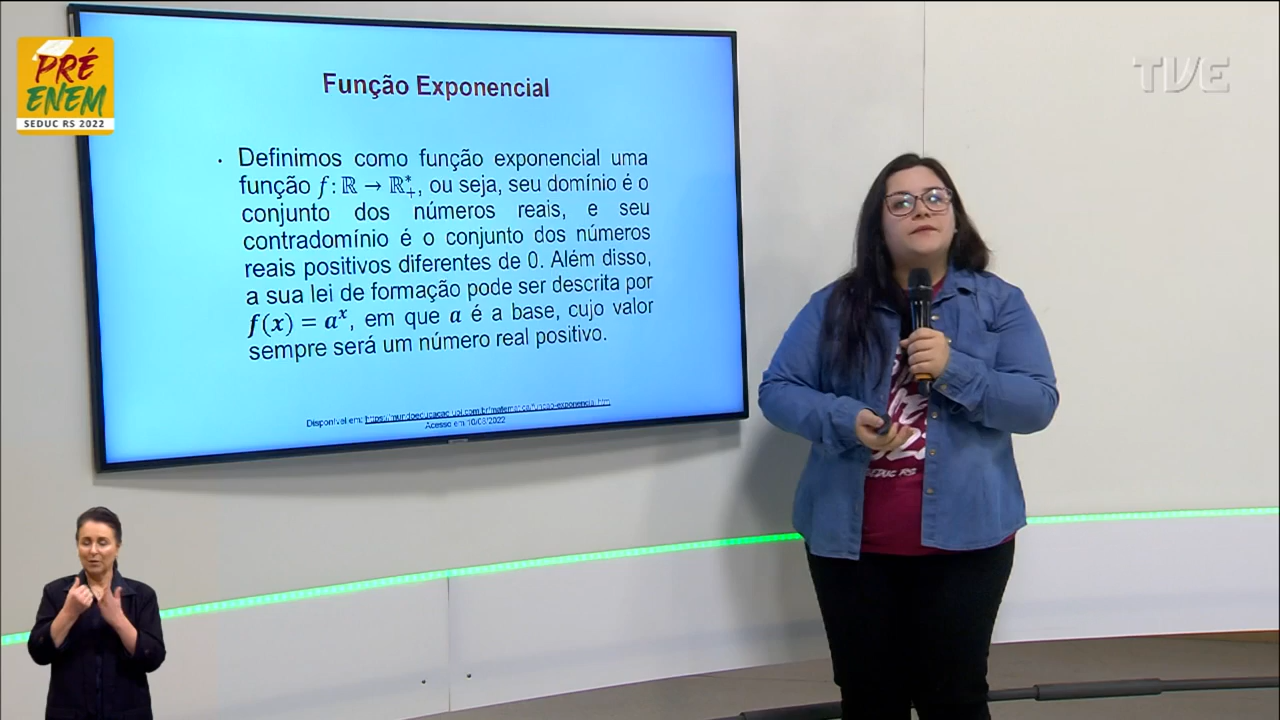 PRÉ
ENEM
SEDUC RS 2022
TVE
Função Exponencial
• Definimos como função exponencial uma
função f: ℝ → ℝ*₊, ou seja, seu domínio é o
conjunto dos números reais, e seu
contradomínio é o conjunto dos números
reais positivos diferentes de 0. Além disso,
a sua lei de formação pode ser descrita por
f(x) = aˣ, em que a é a base, cujo valor
sempre será um número real positivo.
Disponível em:
Acesso em 10/08/2022
SEDUC RS